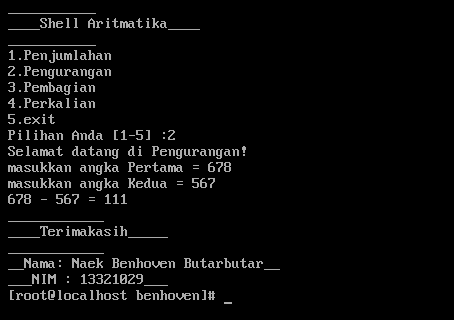 ___________
____Shell Aritmatika____
___________
1.Penjumlahan
2.Pengurangan
3.Pembagian
4.Perkalian
5.exit
Pilihan Anda [1-5] :2
Selamat datang di Pengurangan!
masukkan angka Pertama = 678
masukkan angka Kedua = 567
678 - 567 = 111
____________
____Terimakasih_____
____________
__Nama: Naek Benhoven Butarbutar__
___NIM : 13321029___
[root@localhost benhoven]# _